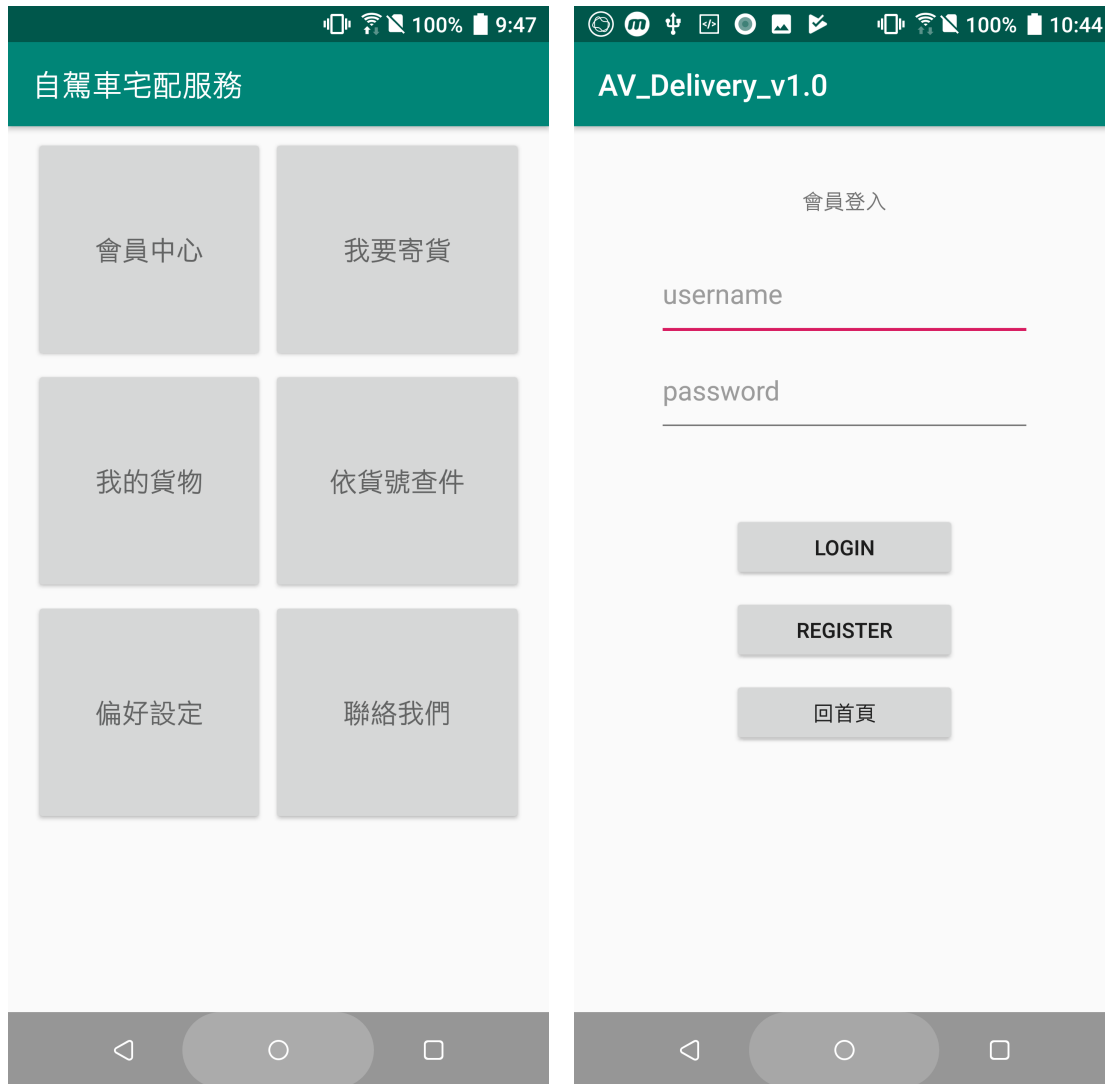 100% 9:47
自駕車宅配服務
會員中心 我要寄貨
我的貨物 依貨號查件
偏好設定 聯絡我們
100% 10:44
AV_Delivery_v1.0
會員登入
username
password
LOGIN
REGISTER
回首頁